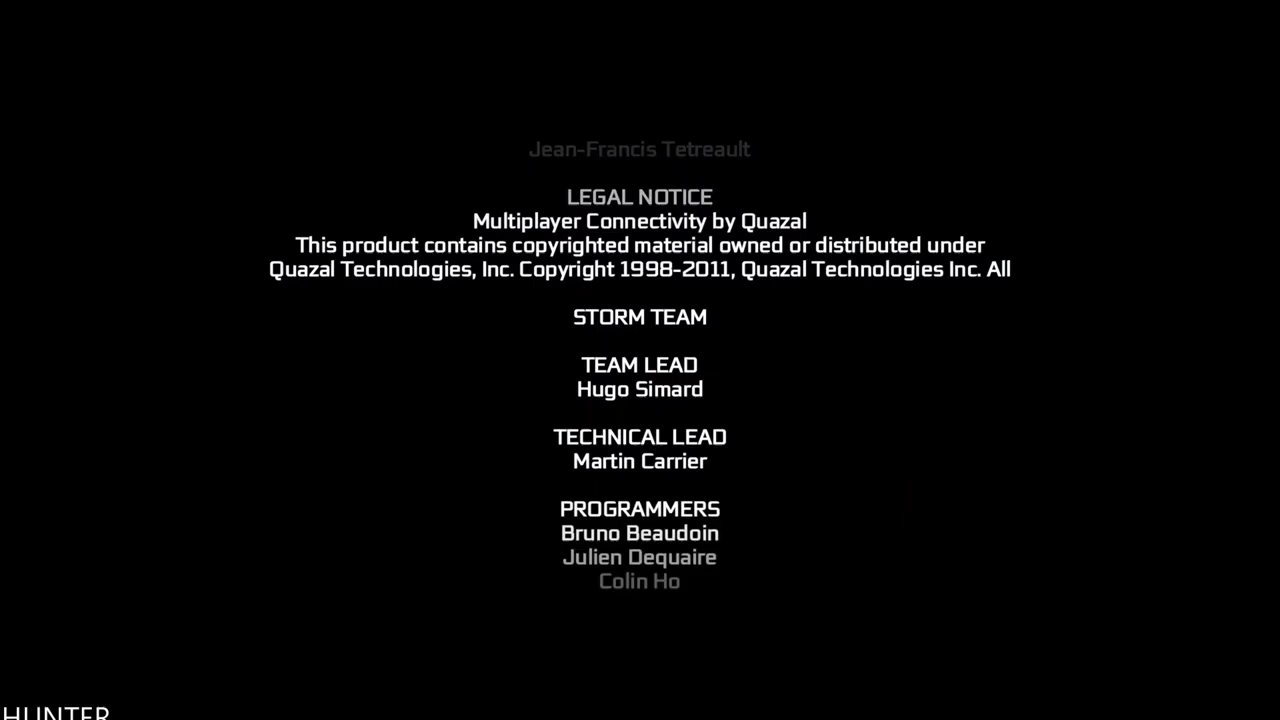 Jean-Francis Tetreault
LEGAL NOTICE
Multiplayer Connectivity by Quazal
This product contains copyrighted material owned or distributed under
Quazal Technologies, Inc. Copyright 1998-2011, Quazal Technologies Inc. All
STORM TEAM
TEAM LEAD
Hugo Simard
TECHNICAL LEAD
Martin Carrier
PROGRAMMERS
Bruno Beaudoin
Julien Dequaire
Colin Ho
HUNTER